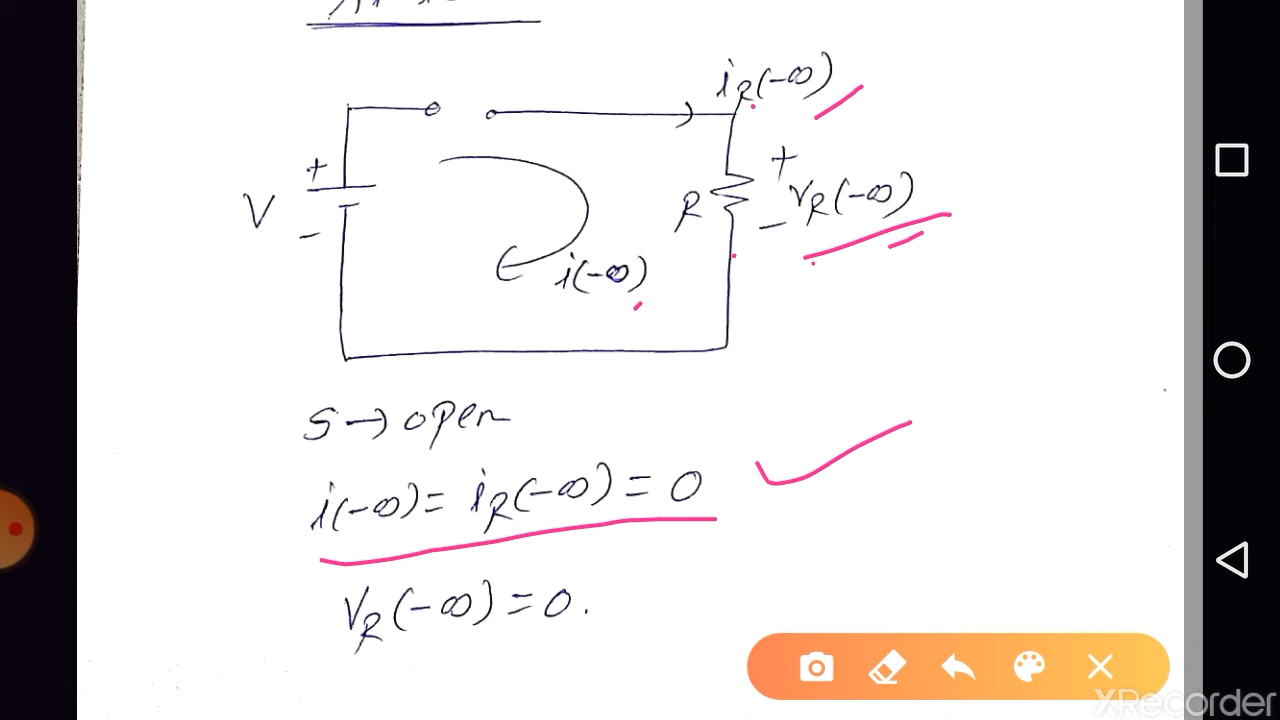 iR(-∞)
+
+
V
R
vR(-∞)
-
-
i(-∞)
S → open
i(-∞) = iR(-∞) = 0
VR(-∞) = 0.
XRecorder